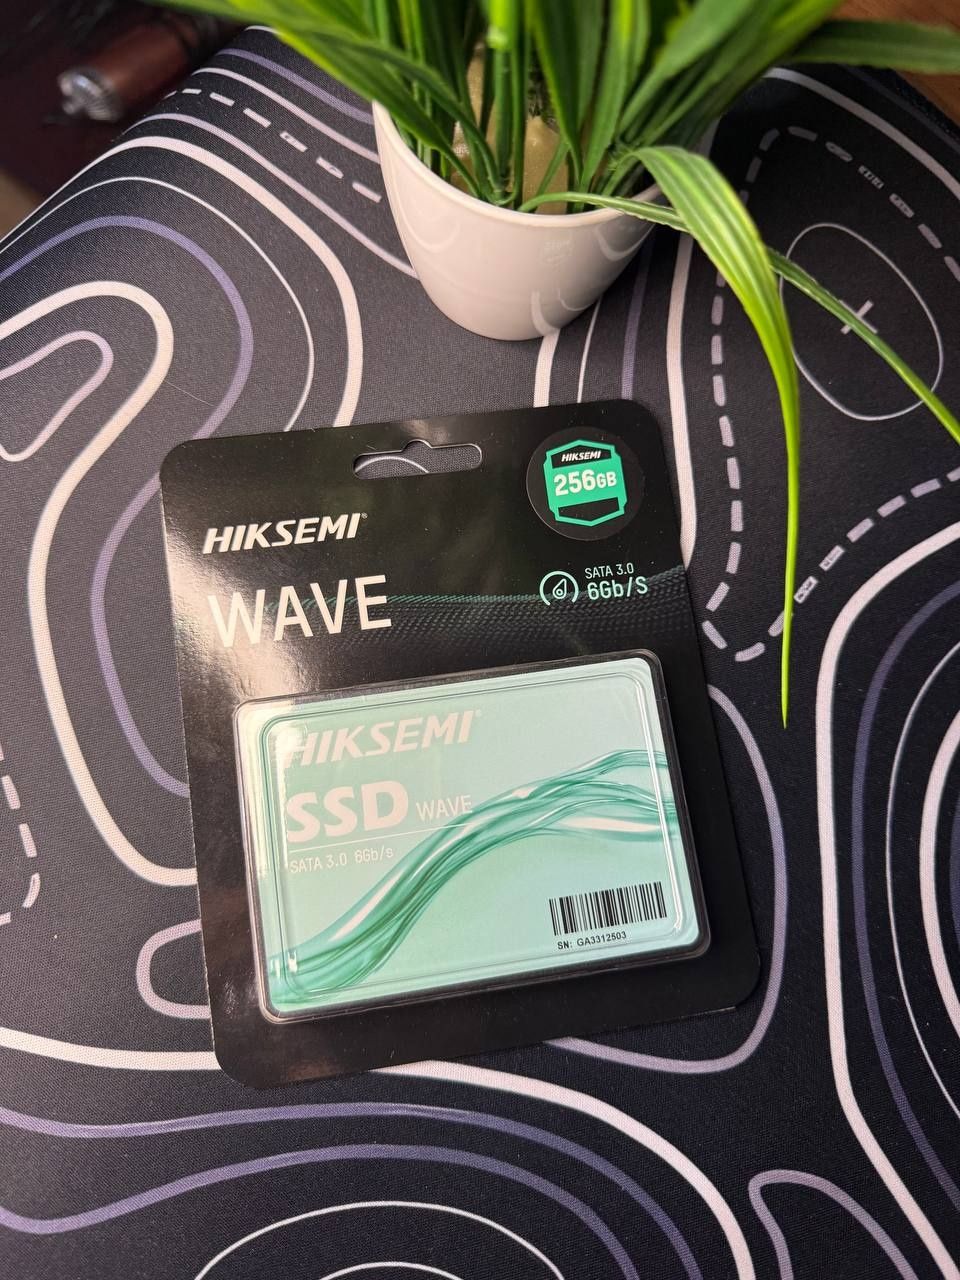 HIKSEMI
256GB
HIKSEMI®
SATA 3.0
6Gb/S
WAVE
HIKSEMI®
SSD WAVE
SATA 3.0 6Gb/s
SN: GA3312503